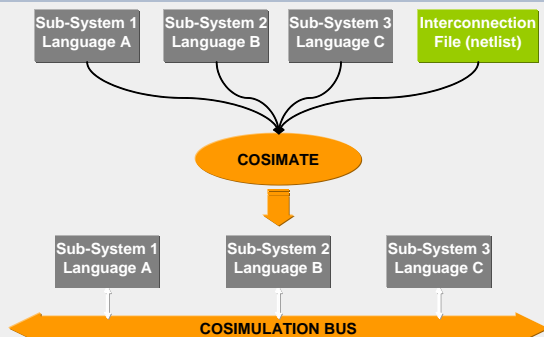 Sub-System 1
Language A
Sub-System 2
Language B
Sub-System 3
Language C
Interconnection
File (netlist)
COSIMATE
Sub-System 1
Language A
Sub-System 2
Language B
Sub-System 3
Language C
COSIMULATION BUS